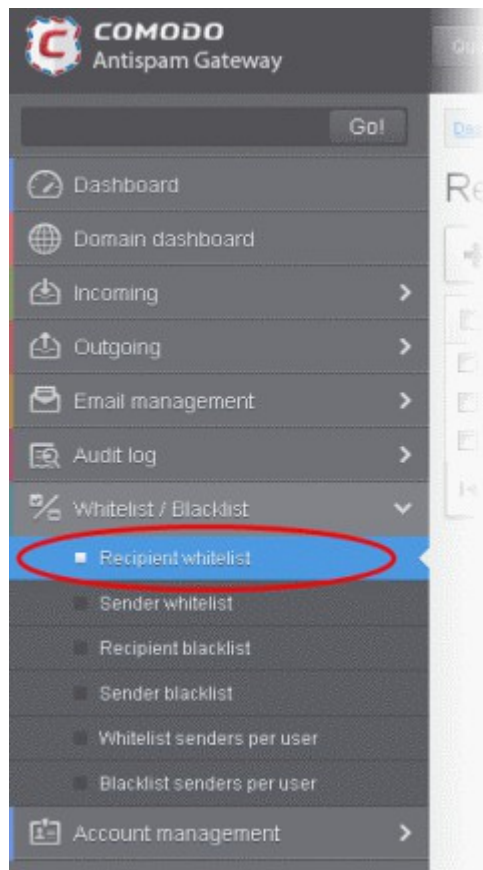 COMODO
Antispam Gateway
Go!
Dashboard
Domain dashboard
Incoming
Outgoing
Email management
Audit log
Whitelist / Blacklist
Recipient whitelist
Sender whitelist
Recipient blacklist
Sender blacklist
Whitelist senders per user
Blacklist senders per user
Account management